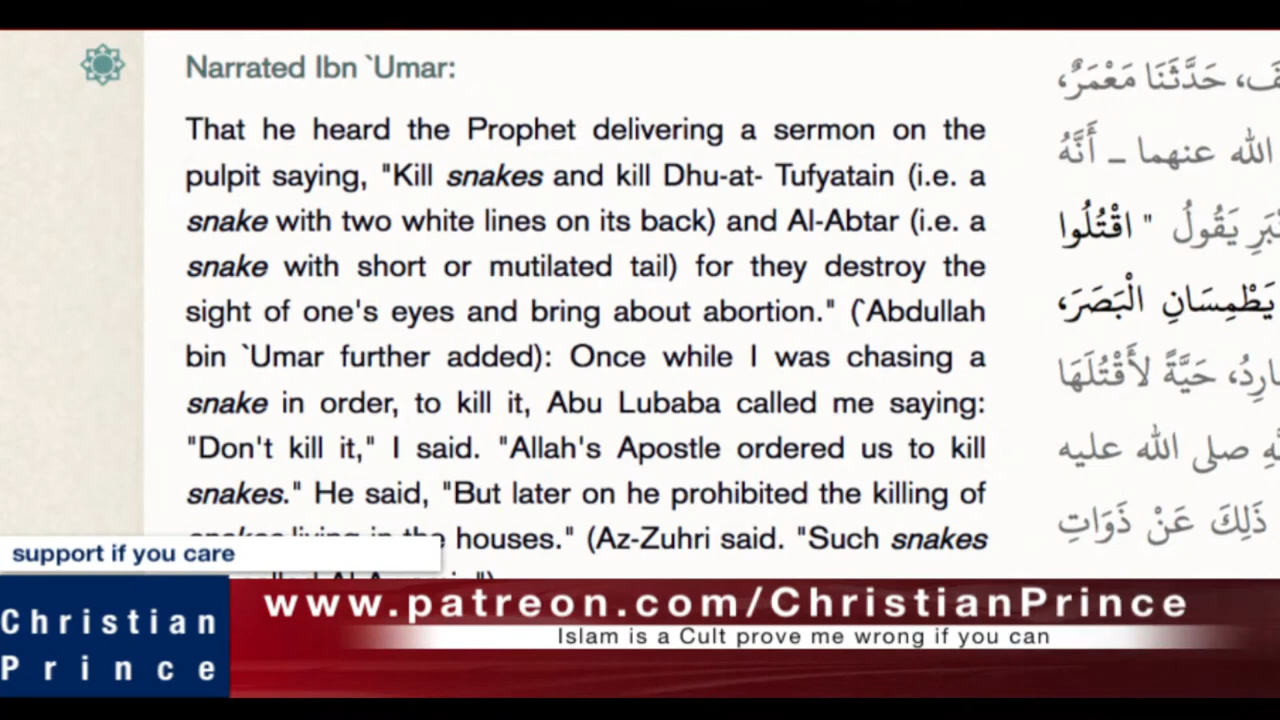 Narrated Ibn `Umar:
That he heard the Prophet delivering a sermon on the
pulpit saying, "Kill snakes and kill Dhu-at- Tufyatain (i.e. a
snake with two white lines on its back) and Al-Abtar (i.e. a
snake with short or mutilated tail) for they destroy the
sight of one's eyes and bring about abortion." (`Abdullah
bin `Umar further added): Once while I was chasing a
snake in order, to kill it, Abu Lubaba called me saying:
"Don't kill it," I said. "Allah's Apostle ordered us to kill
snakes." He said, "But later on he prohibited the killing of
snakes living in the houses." (Az-Zuhri said. "Such snakes
حَدَّثَنَا مَعْمَرٌ،
الله عنهما ـ أَنَّهُ
يَقُولُ " اقْتُلُوا
يَطْمِسَانِ الْبَصَرَ،
حَيَّةً لأَقْتُلَهَا
صلى الله عليه
ذَلِكَ عَنْ ذَوَاتِ
support if you care
Christian
Prince
www.patreon.com/ChristianPrince
Islam is a Cult prove me wrong if you can